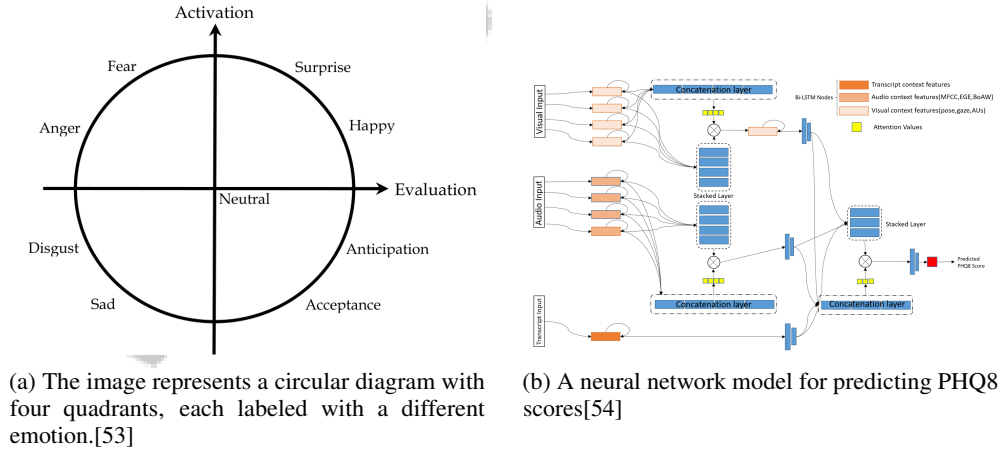 Activation
Fear
Surprise
Anger
Happy
Evaluation
Neutral
Disgust
Anticipation
Sad
Acceptance
(a) The image represents a circular diagram with
four quadrants, each labeled with a different
emotion.[53]
Visual Input
Audio Input
Transcript Input
Concatenation layer
Stacked Layer
Concatenation layer
Bi-LSTM Nodes
Transcript context features
Audio context features(MFCC,EGE,BoAW)
Visual context features(pose,gaze,AUs)
Attention Values
Stacked Layer
Predicted
PHQ8 Score
Concatenation layer
(b) A neural network model for predicting PHQ8
scores[54]